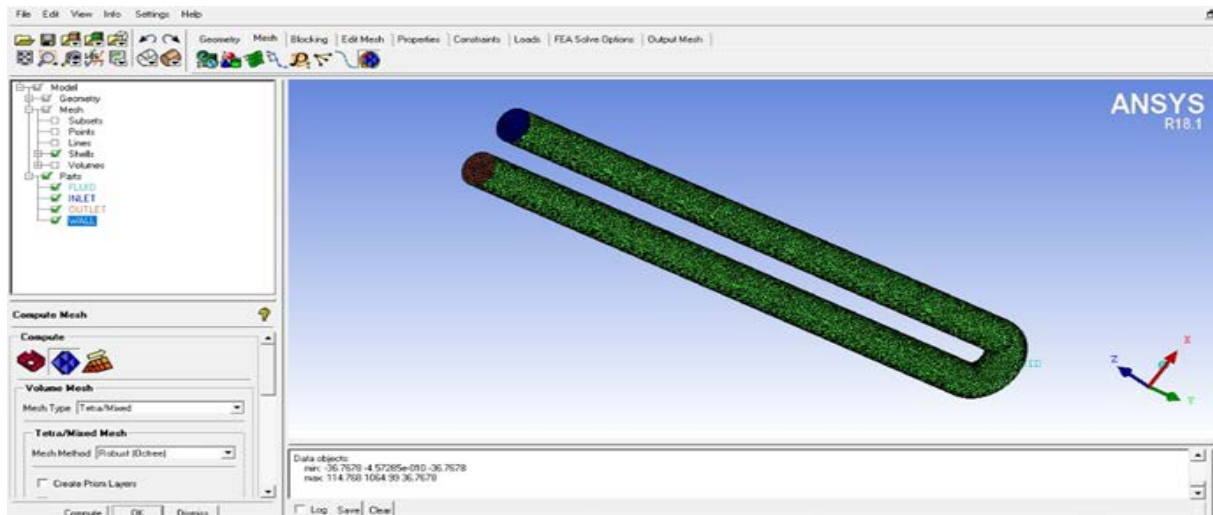 File Edit View Info Settings Help
Geometry Mesh Blocking Edit Mesh Properties Constraints Loads FEA Solve Options Output Mesh
Model
Geometry
Mesh
Subsets
Points
Lines
Shells
Volumes
Parts
FLUID
INLET
OUTLET
WALL
ANSYS
R18.1
X
Z
Y
Compute Mesh
Compute
Volume Mesh
Mesh Type Tetra/Mixed
Tetra/Mixed Mesh
Mesh Method Robust (Octree)
Create Prism Layers
Compute OK Dismiss
Data objects:
min: -36.7678 -4.57285e-010 -36.7678
max: 114.768 1064.99 36.7678
Log Save Clear